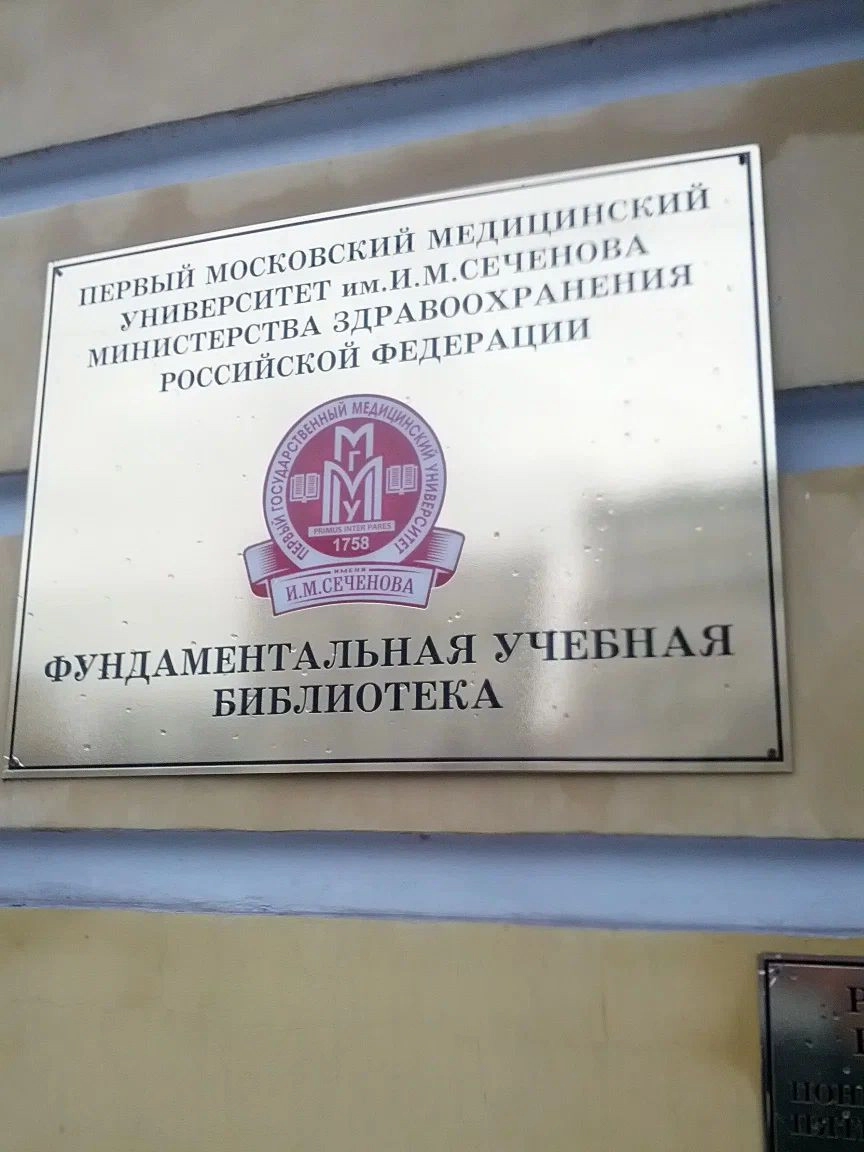 ПЕРВЫЙ МОСКОВСКИЙ МЕДИЦИНСКИЙ
УНИВЕРСИТЕТ им.И.М.СЕЧЕНОВА
МИНИСТЕРСТВА ЗДРАВООХРАНЕНИЯ
РОССИЙСКОЙ ФЕДЕРАЦИИ
ПЕРВЫЙ ГОСУДАРСТВЕННЫЙ МЕДИЦИНСКИЙ УНИВЕРСИТЕТ
МГМУ
PRIMUS INTER PARES
1758
ИМЕНИ
И.М.СЕЧЕНОВА
ФУНДАМЕНТАЛЬНАЯ УЧЕБНАЯ
БИБЛИОТЕКА